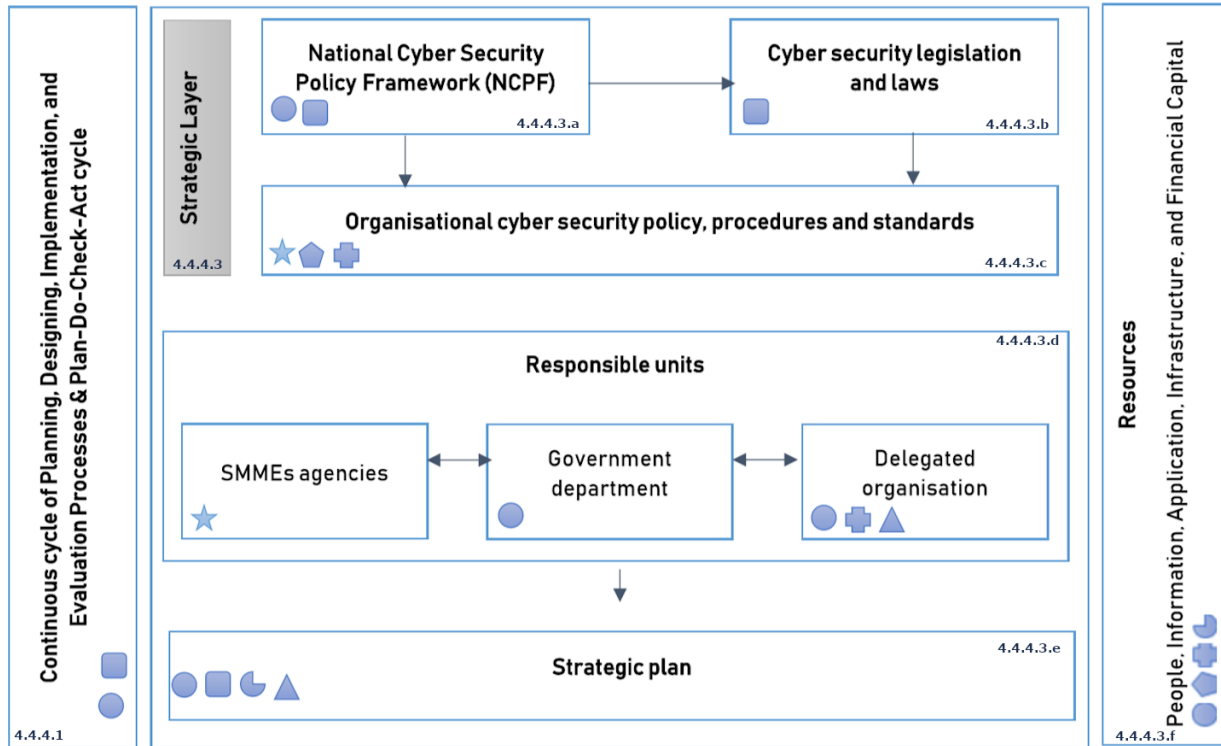 Continuous cycle of Planning, Designing, Implementation, and
Evaluation Processes & Plan-Do-Check-Act cycle
4.4.4.1
Strategic Layer
4.4.4.3
National Cyber Security
Policy Framework (NCPF)
4.4.4.3.a
Cyber security legislation
and laws
4.4.4.3.b
Organisational cyber security policy, procedures and standards
4.4.4.3.c
4.4.4.3.d
Responsible units
SMMEs agencies
Government
department
Delegated
organisation
4.4.4.3.e
Strategic plan
Resources
People, Information, Application, Infrastructure, and Financial Capital
4.4.4.3.f